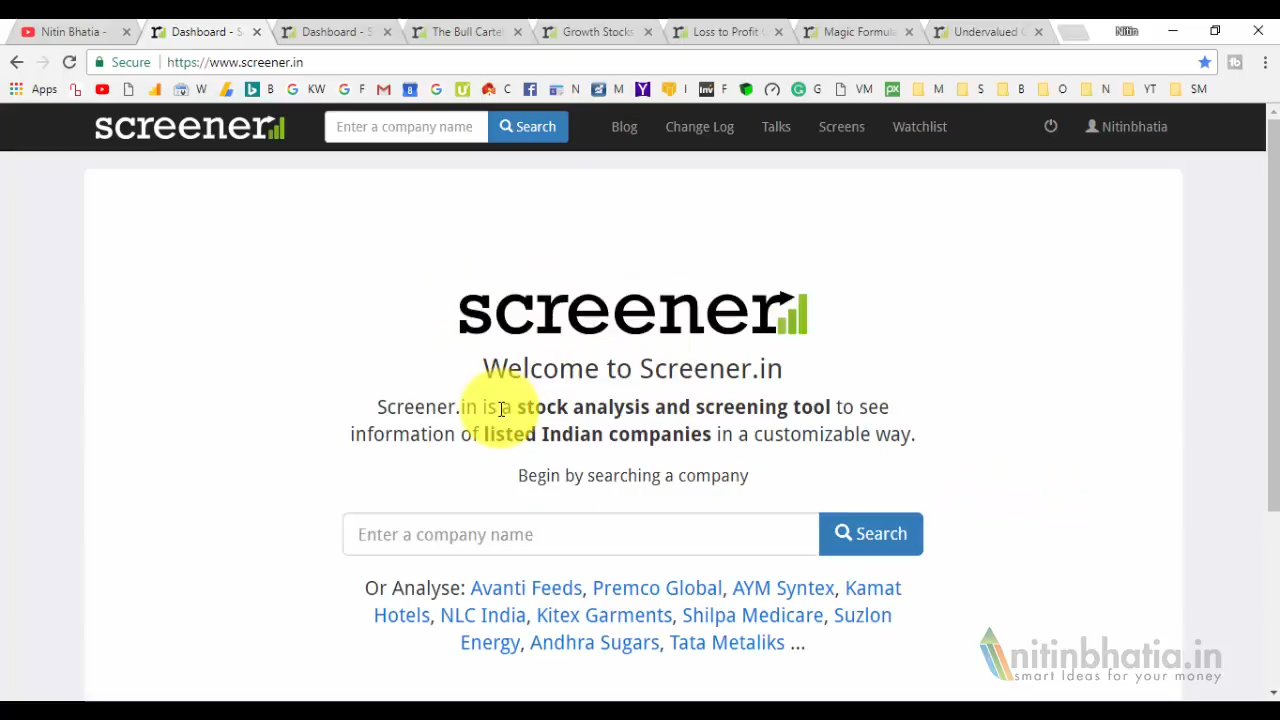 Nitin Bhatia -
Dashboard - S
Dashboard - S
The Bull Carte
Growth Stocks
Loss to Profit
Magic Formula
Undervalued
Nitin
Secure https://www.screener.in
Apps W B KW F G C N M I F G VM M S B O N YT SM
screener Enter a company name Search Blog Change Log Talks Screens Watchlist Nitinbhatia
screener
Welcome to Screener.in
Screener.in is a stock analysis and screening tool to see
information of listed Indian companies in a customizable way.
Begin by searching a company
Enter a company name Search
Or Analyse: Avanti Feeds, Premco Global, AYM Syntex, Kamat
Hotels, NLC India, Kitex Garments, Shilpa Medicare, Suzlon
Energy, Andhra Sugars, Tata Metaliks ...
nitinbhatia.in
smart Ideas for your money